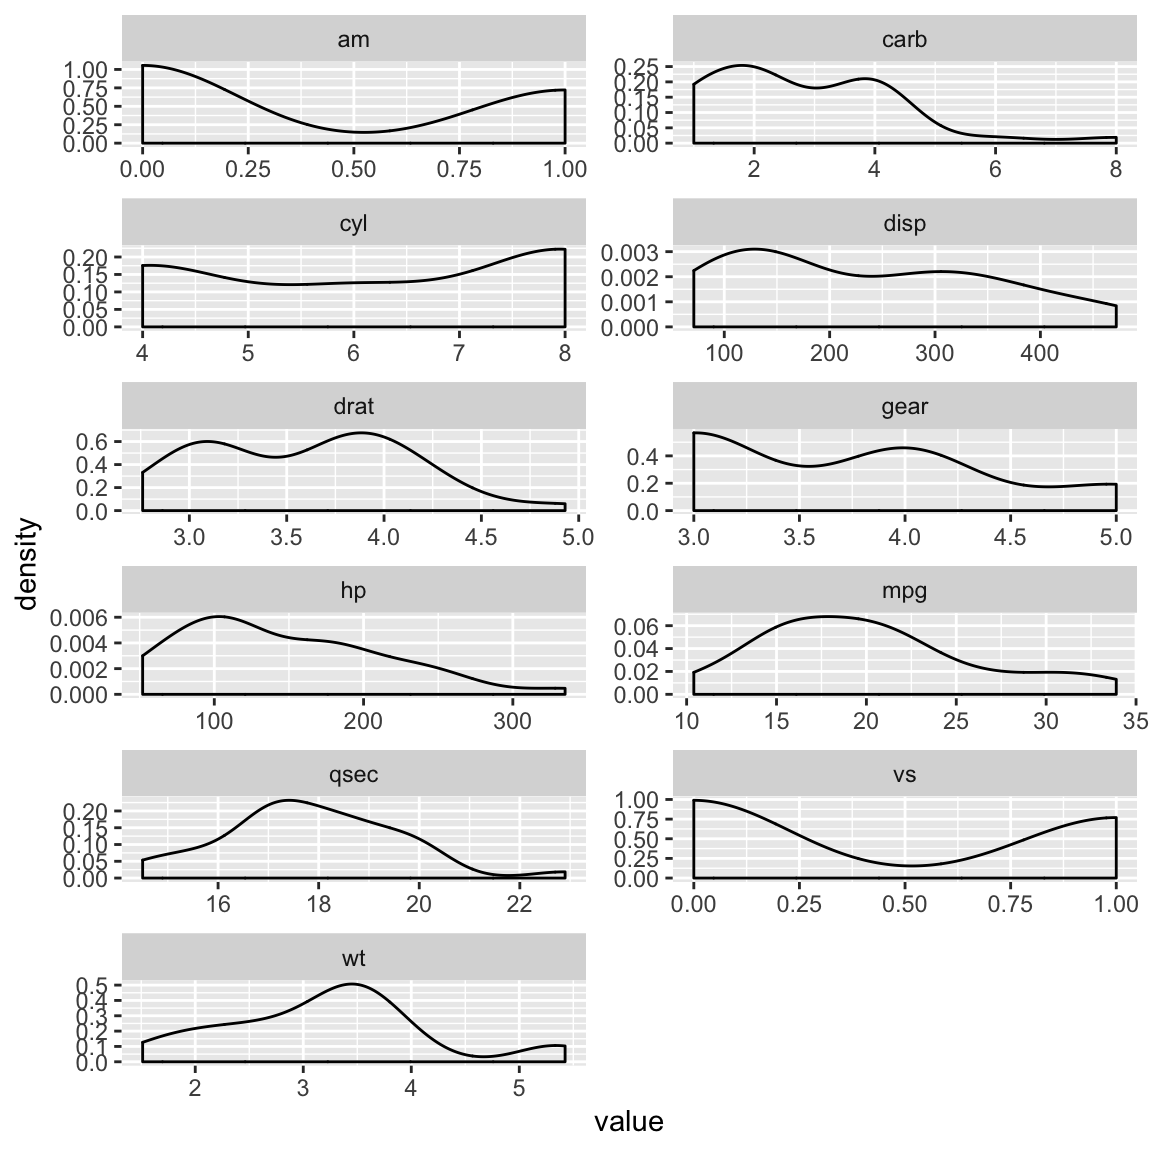 am
1.00
0.75
0.50
0.25
0.00
0.00 0.25 0.50 0.75 1.00
carb
0.25
0.20
0.15
0.10
0.05
0.00
2 4 6 8
cyl
0.20
0.15
0.10
0.05
0.00
4 5 6 7 8
disp
0.003
0.002
0.001
0.000
100 200 300 400
drat
0.6
0.4
0.2
0.0
3.0 3.5 4.0 4.5 5.0
gear
0.4
0.2
0.0
3.0 3.5 4.0 4.5 5.0
density
hp
0.006
0.004
0.002
0.000
100 200 300
mpg
0.06
0.04
0.02
0.00
10 15 20 25 30 35
qsec
0.20
0.15
0.10
0.05
0.00
16 18 20 22
vs
1.00
0.75
0.50
0.25
0.00
0.00 0.25 0.50 0.75 1.00
wt
0.5
0.4
0.3
0.2
0.1
0.0
2 3 4 5
value